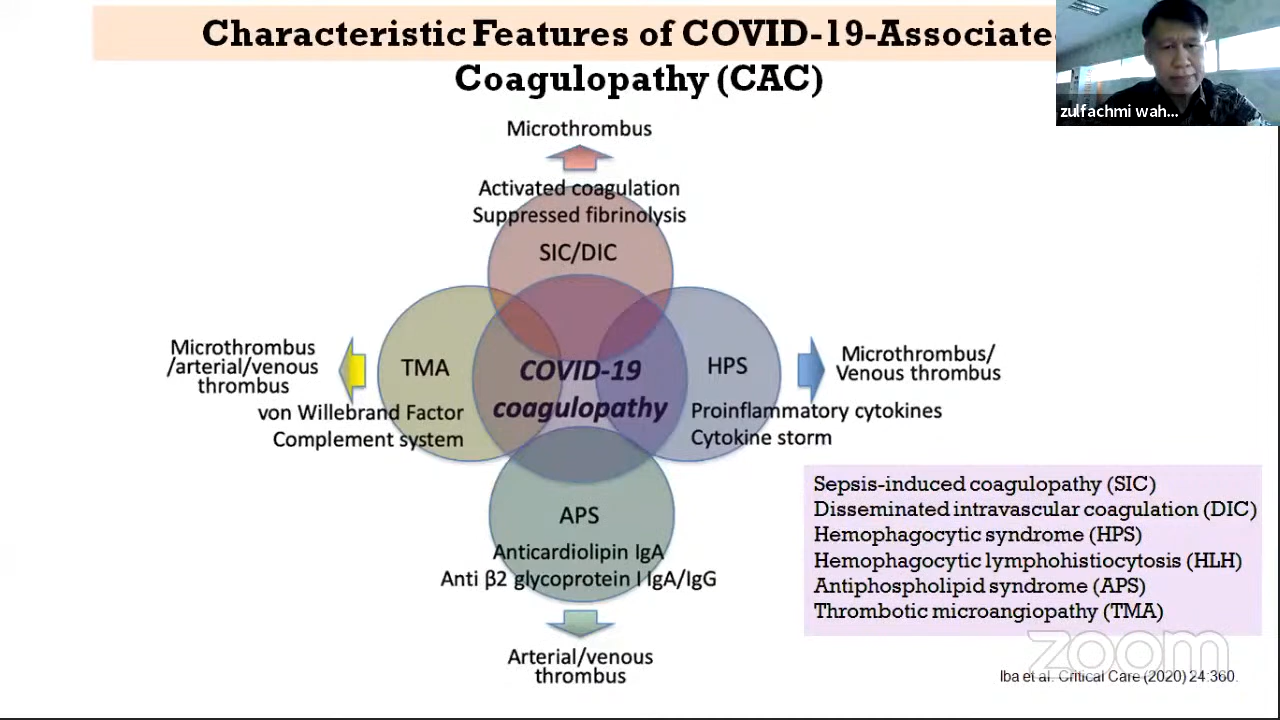 Characteristic Features of COVID-19-Associate
Coagulopathy (CAC)
zulfachmi wah...
Microthrombus
Activated coagulation
Suppressed fibrinolysis
SIC/DIC
Microthrombus
/arterial/venous
thrombus
TMA
von Willebrand Factor
Complement system
COVID-19
coagulopathy
HPS
Proinflammatory cytokines
Cytokine storm
Microthrombus/
Venous thrombus
APS
Anticardiolipin IgA
Anti β2 glycoprotein I IgA/IgG
Arterial/venous
thrombus
Sepsis-induced coagulopathy (SIC)
Disseminated intravascular coagulation (DIC)
Hemophagocytic syndrome (HPS)
Hemophagocytic lymphohistiocytosis (HLH)
Antiphospholipid syndrome (APS)
Thrombotic microangiopathy (TMA)
zoom
Iba et al. Critical Care (2020) 24:360.